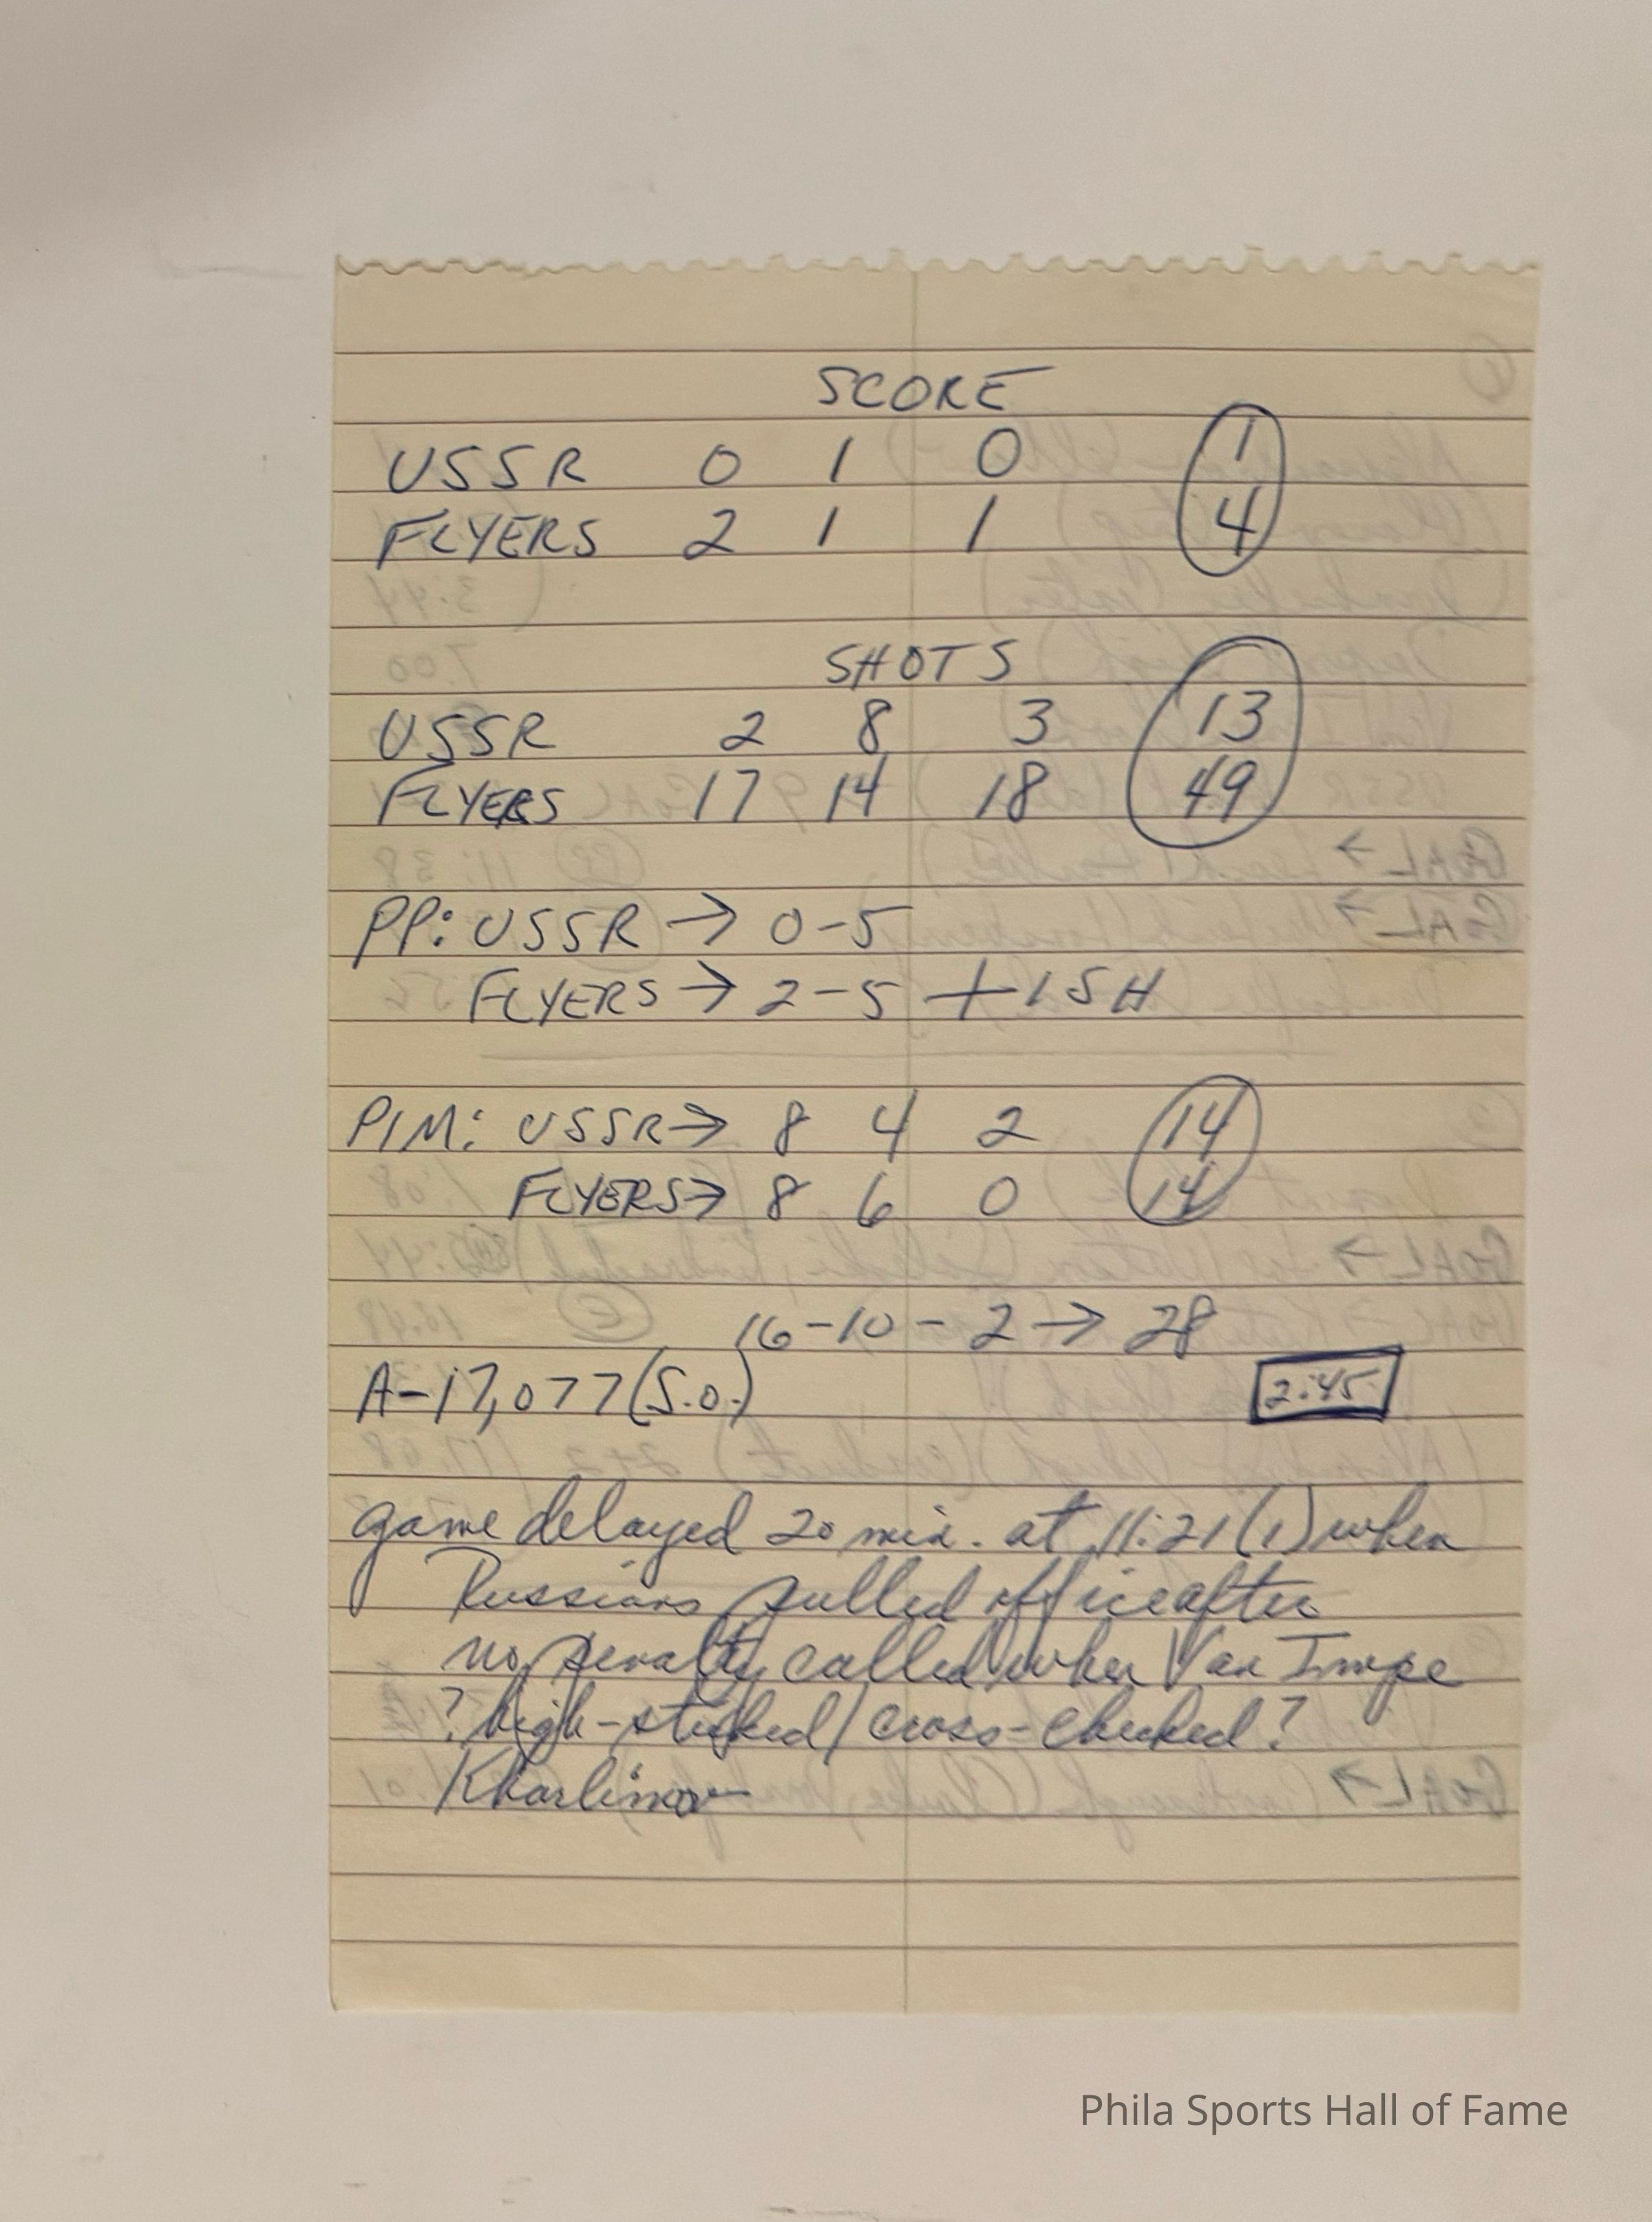 SCORE
USSR 0 1 0 1
FLYERS 2 1 1 4
SHOTS
USSR 2 8 3 13
FLYERS 17 14 18 49
PP: USSR → 0-5
FLYERS → 2-5 + 1 SH
PIM: USSR → 8 4 2 14
FLYERS → 8 6 0 14
16-10-2 → 28
A-17,077 (S.O.) 2:45
game delayed 20 min. at 11:21 (1) when
Russians pulled off ice after
no penalty called when Van Impe
? high-sticked / cross-checked ?
Kharlimov
Phila Sports Hall of Fame